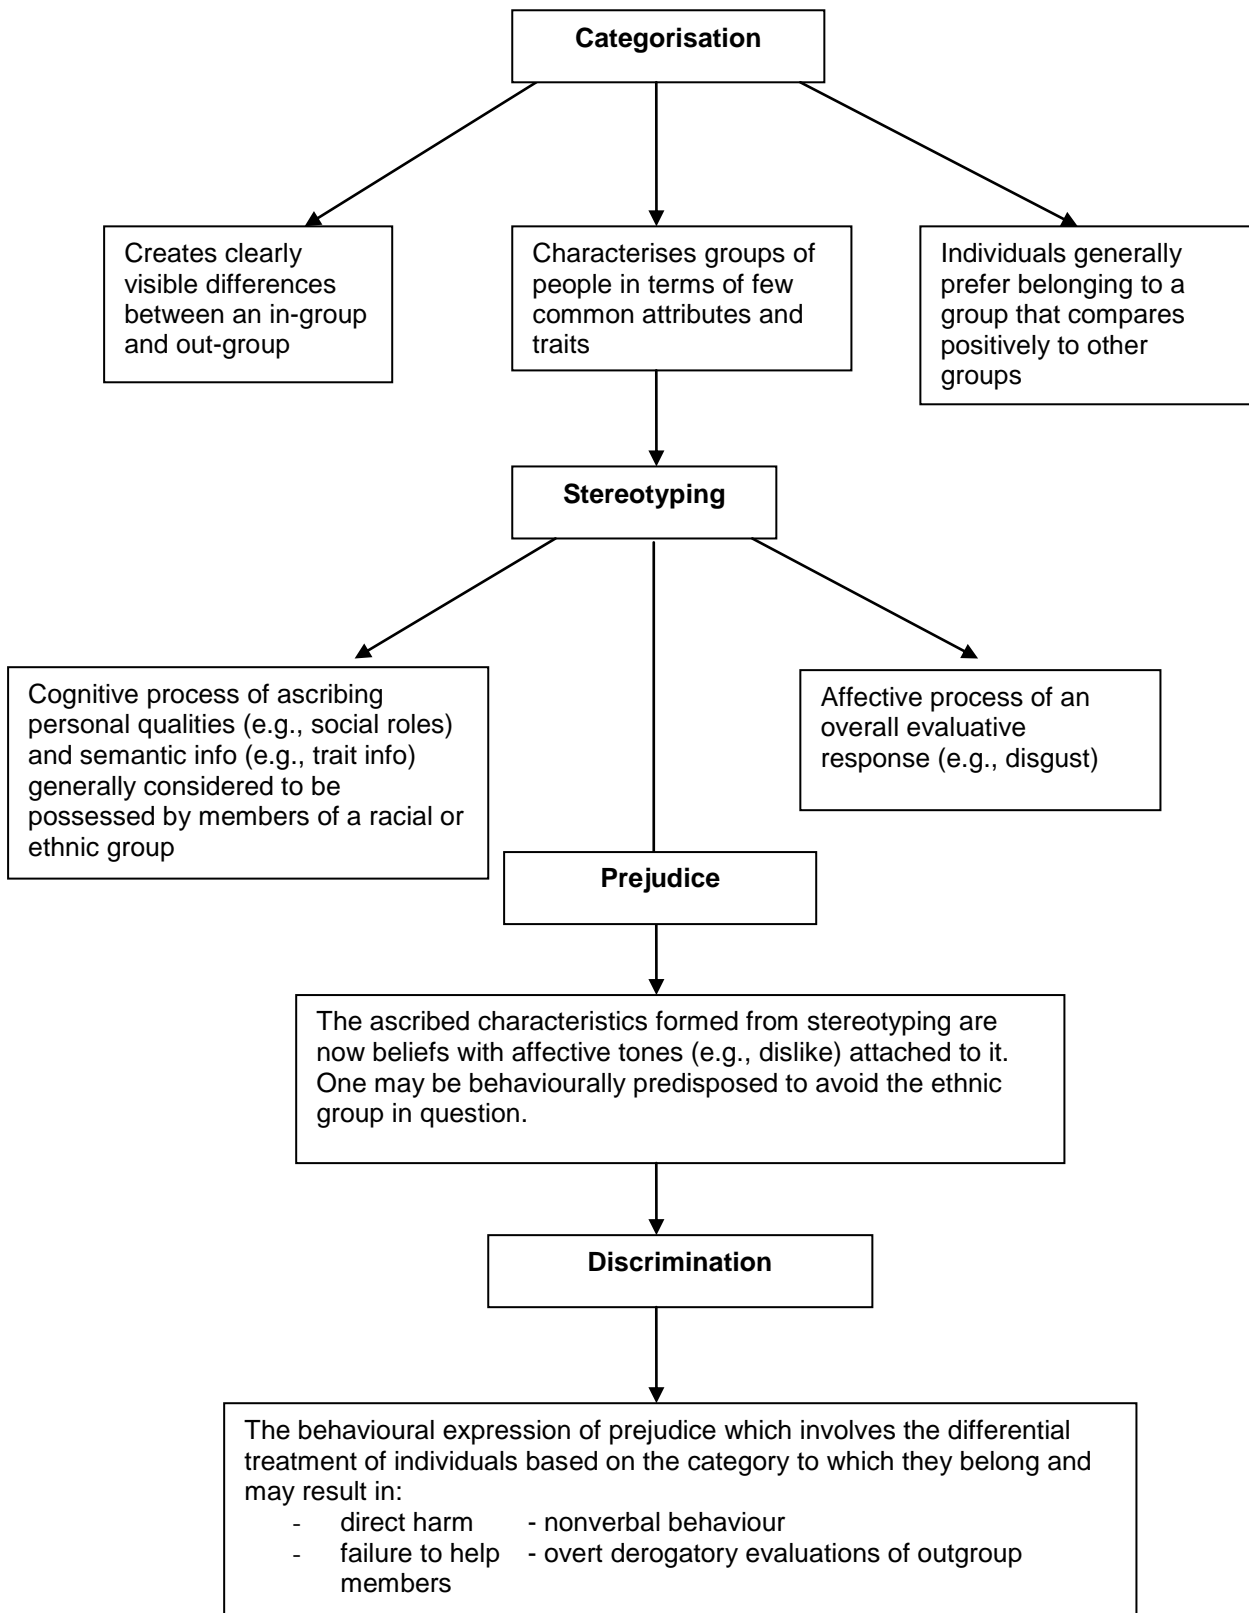 Categorisation
Creates clearly
visible differences
between an in-group
and out-group
Characterises groups of
people in terms of few
common attributes and
traits
Individuals generally
prefer belonging to a
group that compares
positively to other
groups
Stereotyping
Cognitive process of ascribing
personal qualities (e.g., social roles)
and semantic info (e.g., trait info)
generally considered to be
possessed by members of a racial or
ethnic group
Affective process of an
overall evaluative
response (e.g., disgust)
Prejudice
The ascribed characteristics formed from stereotyping are
now beliefs with affective tones (e.g., dislike) attached to it.
One may be behaviourally predisposed to avoid the ethnic
group in question.
Discrimination
The behavioural expression of prejudice which involves the differential
treatment of individuals based on the category to which they belong and
may result in:
- direct harm - nonverbal behaviour
- failure to help - overt derogatory evaluations of outgroup
members